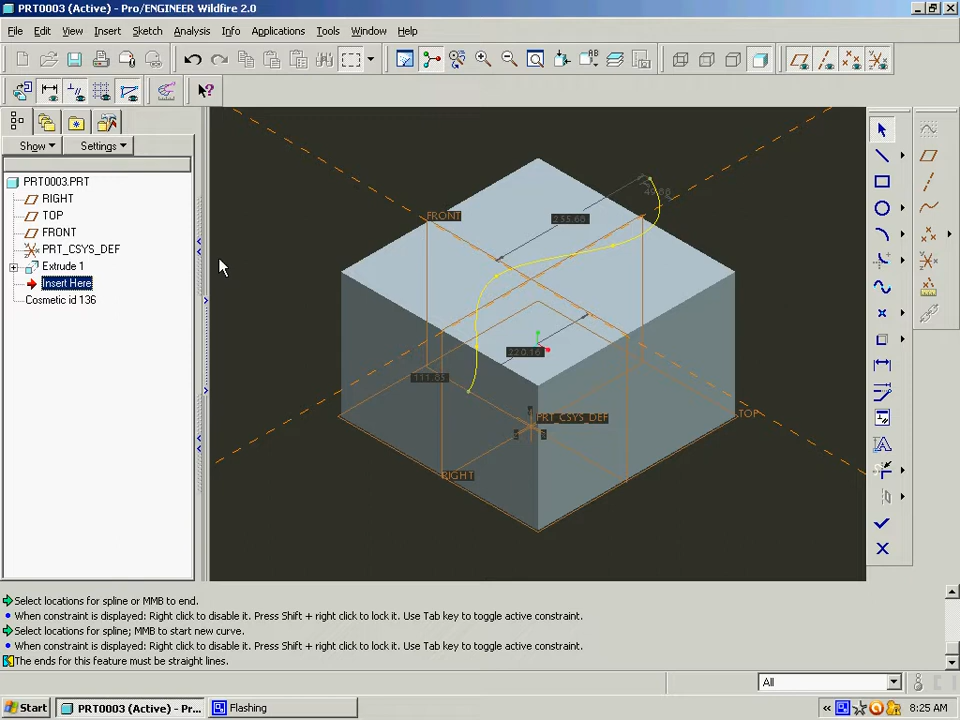 PRT0003 (Active) - Pro/ENGINEER Wildfire 2.0
File Edit View Insert Sketch Analysis Info Applications Tools Window Help
Show Settings
PRT0003.PRT
RIGHT
TOP
FRONT
PRT_CSYS_DEF
Extrude 1
Insert Here
Cosmetic id 136
FRONT
235.68
220.16
111.65
PRT_CSYS_DEF
TOP
RIGHT
Select locations for spline or MMB to end.
When constraint is displayed: Right click to disable it. Press Shift + right click to lock it. Use Tab key to toggle active constraint.
Select locations for spline; MMB to start new curve.
When constraint is displayed: Right click to disable it. Press Shift + right click to lock it. Use Tab key to toggle active constraint.
The ends for this feature must be straight lines.
All
Start PRT0003 (Active) - Pr... Flashing « 8:25 AM